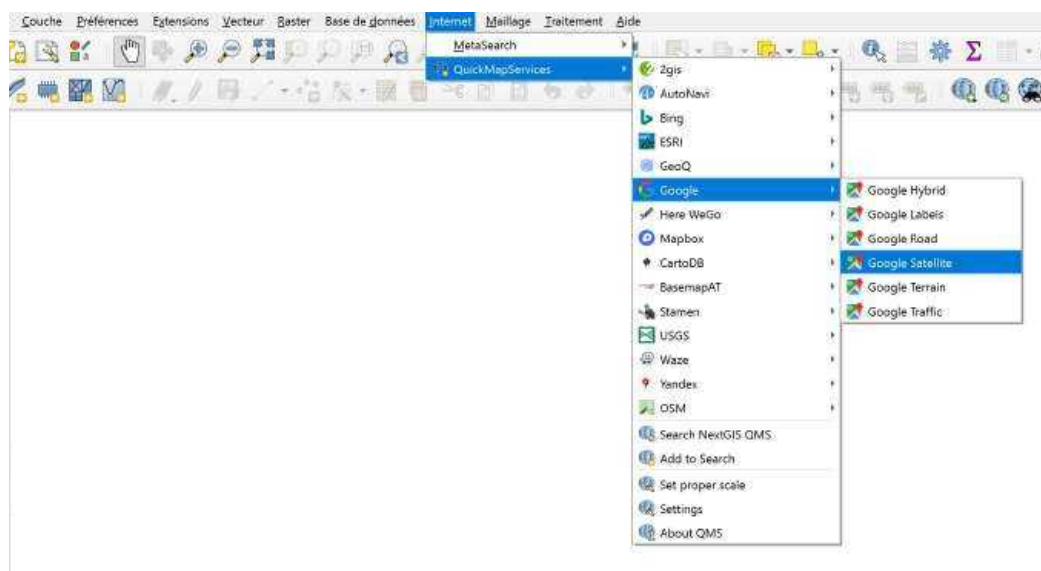 Couche Préférences Extensions Vecteur Raster Base de données Internet Maillage Traitement Aide
MetaSearch
QuickMapServices
2gis
AutoNavi
Bing
ESRI
GeoQ
Google
Here WeGo
Mapbox
CartoDB
BasemapAT
Stamen
USGS
Waze
Yandex
OSM
Search NextGIS QMS
Add to Search
Set proper scale
Settings
About QMS
Google Hybrid
Google Labels
Google Road
Google Satellite
Google Terrain
Google Traffic